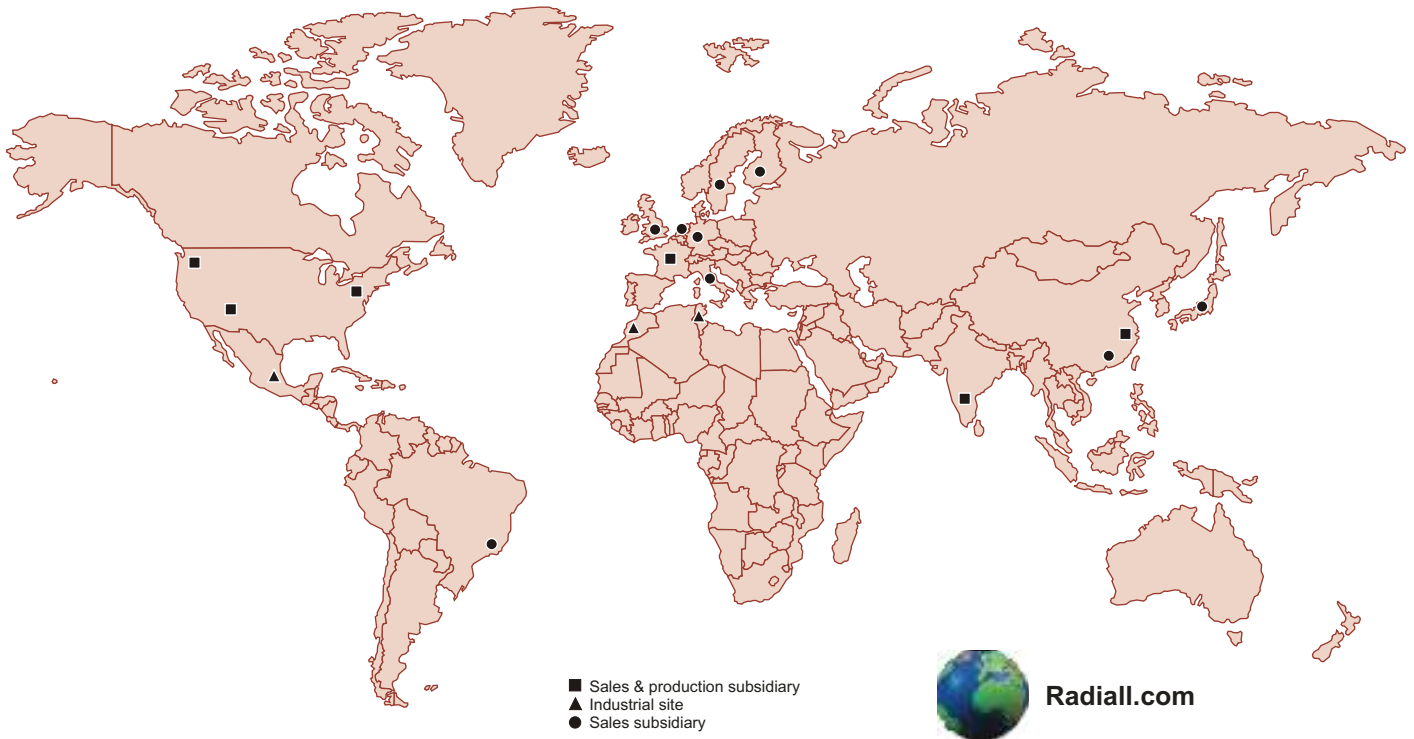 Sales & production subsidiary
Industrial site
Sales subsidiary
Radiall.com